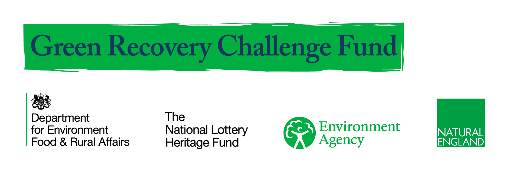 Green Recovery Challenge Fund
Department
for Environment
Food & Rural Affairs
The
National Lottery
Heritage Fund
Environment
Agency
NATURAL
ENGLAND